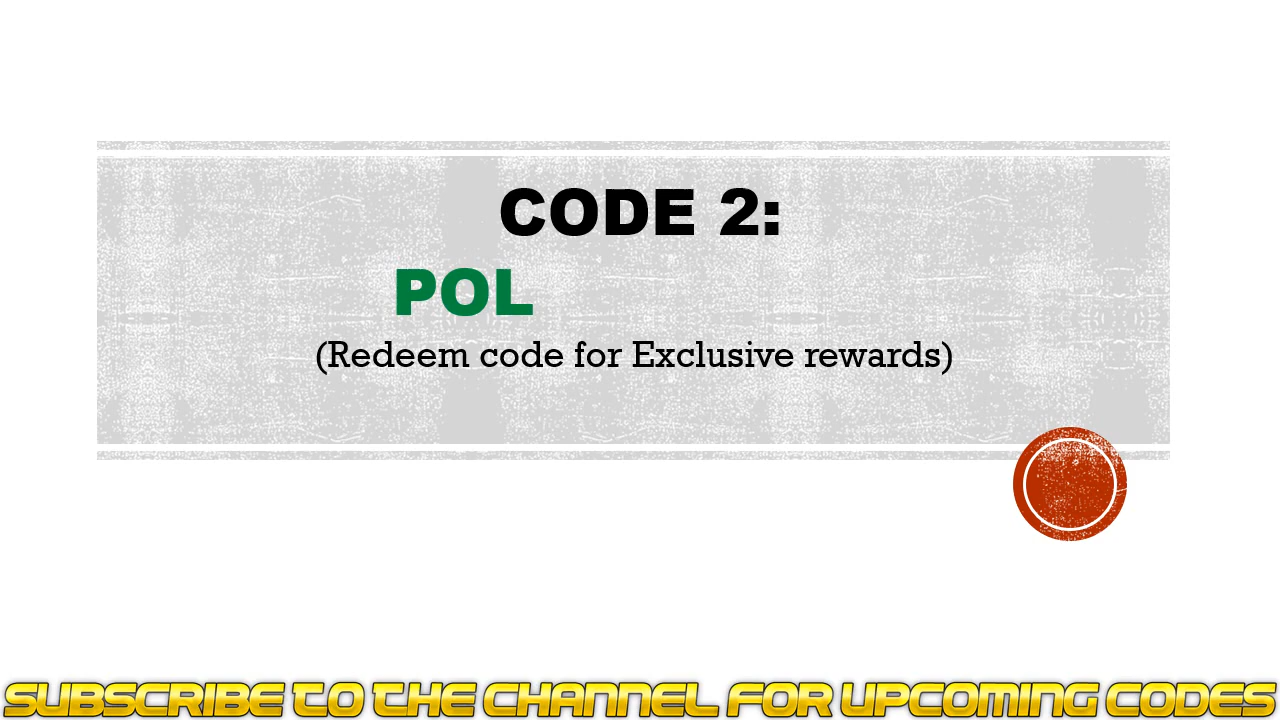 CODE 2:
POL
(Redeem code for Exclusive rewards)
SUBSCRIBE TO THE CHANNEL FOR UPCOMING CODES